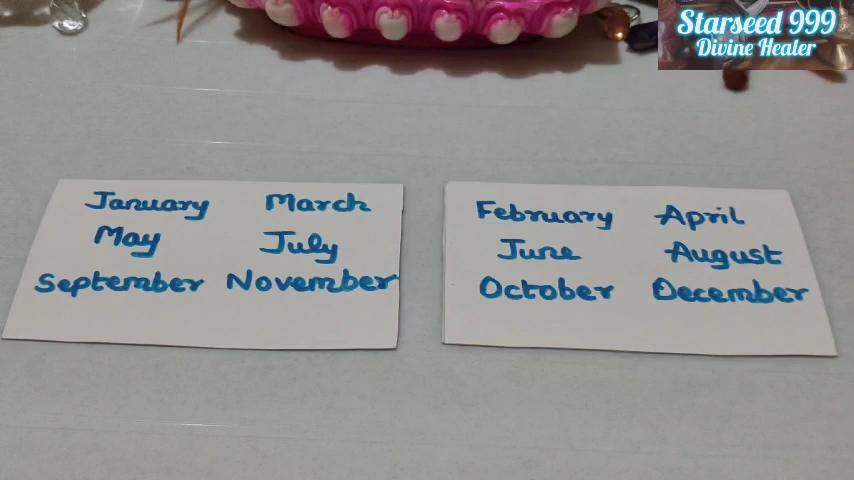 Starseed 999
Divine Healer
January March
May July
September November
February April
June August
October December